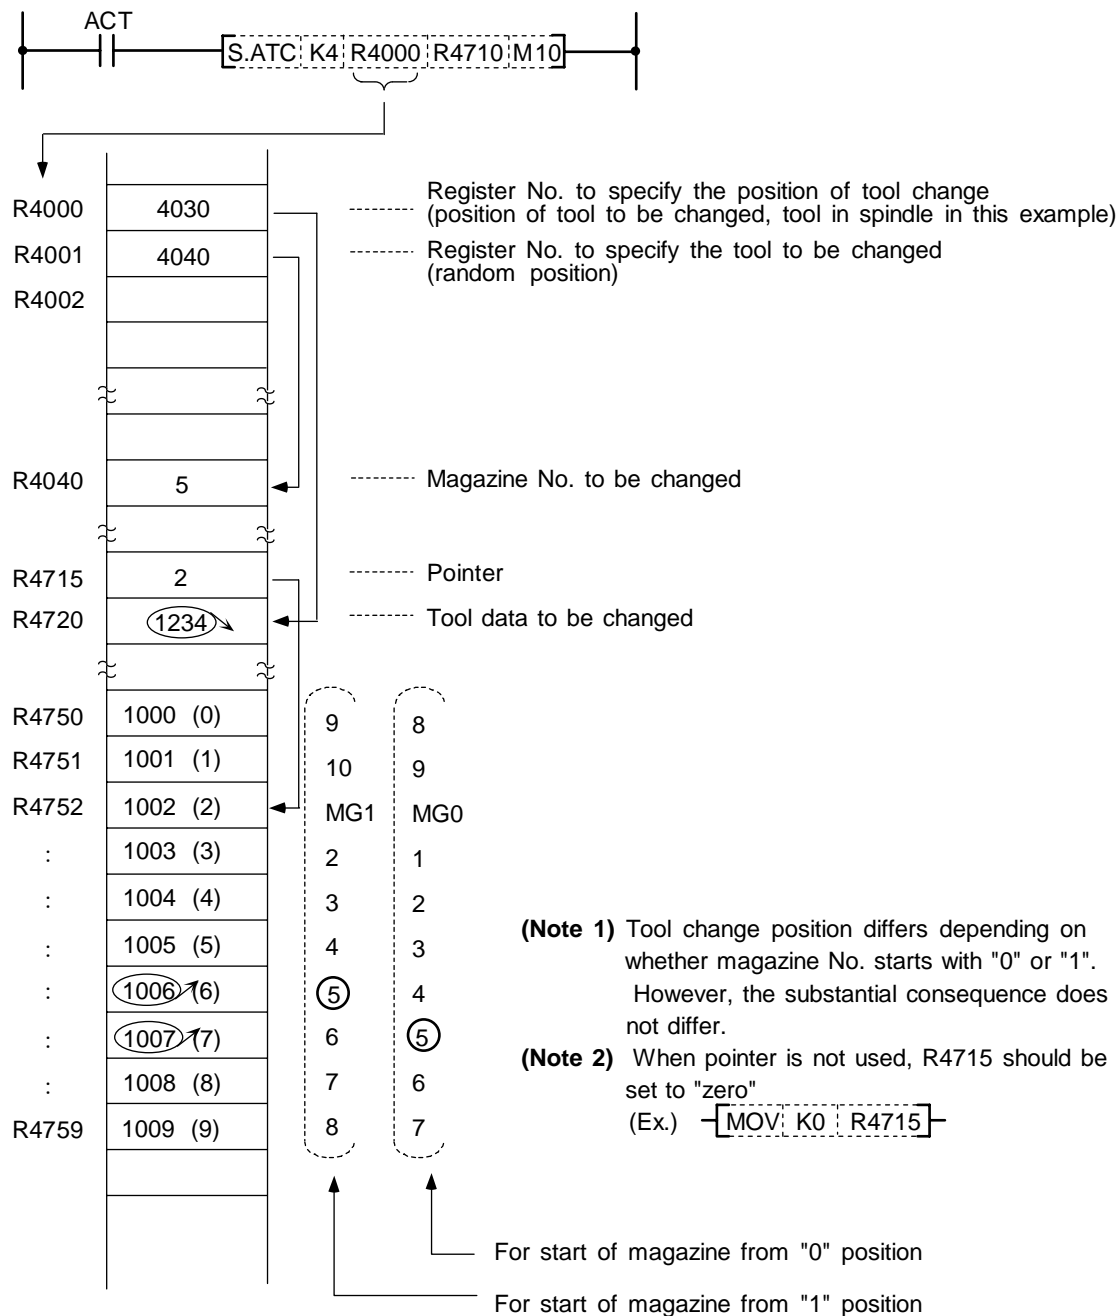 ACT
S.ATC K4 R4000 R4710 M10
R4000 4030 Register No. to specify the position of tool change
(position of tool to be changed, tool in spindle in this example)
R4001 4040 Register No. to specify the tool to be changed
(random position)
R4002
R4040 5 Magazine No. to be changed
R4715 2 Pointer
R4720 1234 Tool data to be changed
R4750 1000 (0) 9 8
R4751 1001 (1) 10 9
R4752 1002 (2) MG1 MG0
: 1003 (3) 2 1
: 1004 (4) 3 2
: 1005 (5) 4 3
: 1006 (6) 5 4
: 1007 (7) 6 5
: 1008 (8) 7 6
R4759 1009 (9) 8 7
(Note 1) Tool change position differs depending on
whether magazine No. starts with "0" or "1".
However, the substantial consequence does
not differ.
(Note 2) When pointer is not used, R4715 should be
set to "zero"
(Ex.) MOV K0 R4715
For start of magazine from "0" position
For start of magazine from "1" position